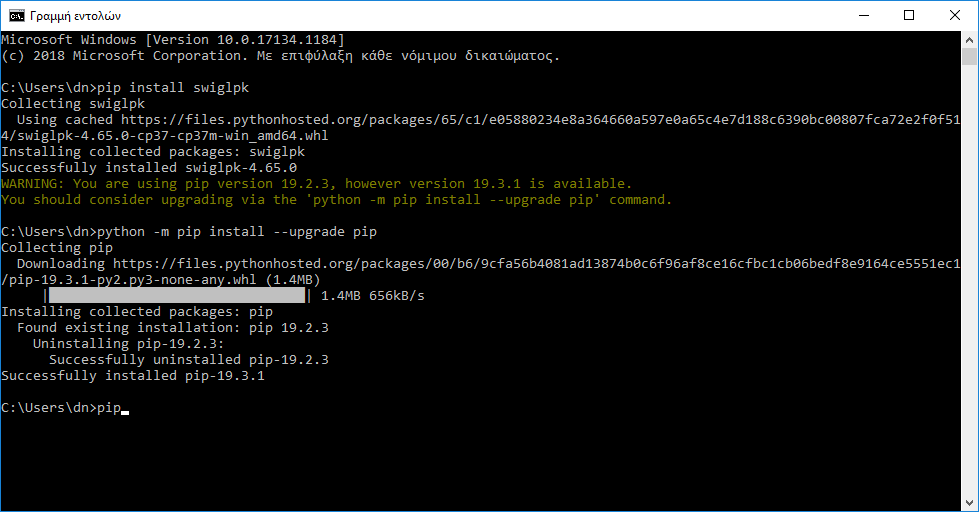 Γραμμή εντολών
Microsoft Windows [Version 10.0.17134.1184]
(c) 2018 Microsoft Corporation. Με επιφύλαξη κάθε νόμιμου δικαιώματος.
C:\Users\dn>pip install swiglpk
Collecting swiglpk
  Using cached https://files.pythonhosted.org/packages/65/c1/e05880234e8a364660a597e0a65c4e7d188c6390bc00807fca72e2f0f51
4/swiglpk-4.65.0-cp37-cp37m-win_amd64.whl
Installing collected packages: swiglpk
Successfully installed swiglpk-4.65.0
WARNING: You are using pip version 19.2.3, however version 19.3.1 is available.
You should consider upgrading via the 'python -m pip install --upgrade pip' command.
C:\Users\dn>python -m pip install --upgrade pip
Collecting pip
  Downloading https://files.pythonhosted.org/packages/00/b6/9cfa56b4081ad13874b0c6f96af8ce16cfbc1cb06bedf8e9164ce5551ec1
/pip-19.3.1-py2.py3-none-any.whl (1.4MB)
     |████████████████████████████████| 1.4MB 656kB/s
Installing collected packages: pip
  Found existing installation: pip 19.2.3
    Uninstalling pip-19.2.3:
      Successfully uninstalled pip-19.2.3
Successfully installed pip-19.3.1
C:\Users\dn>pip